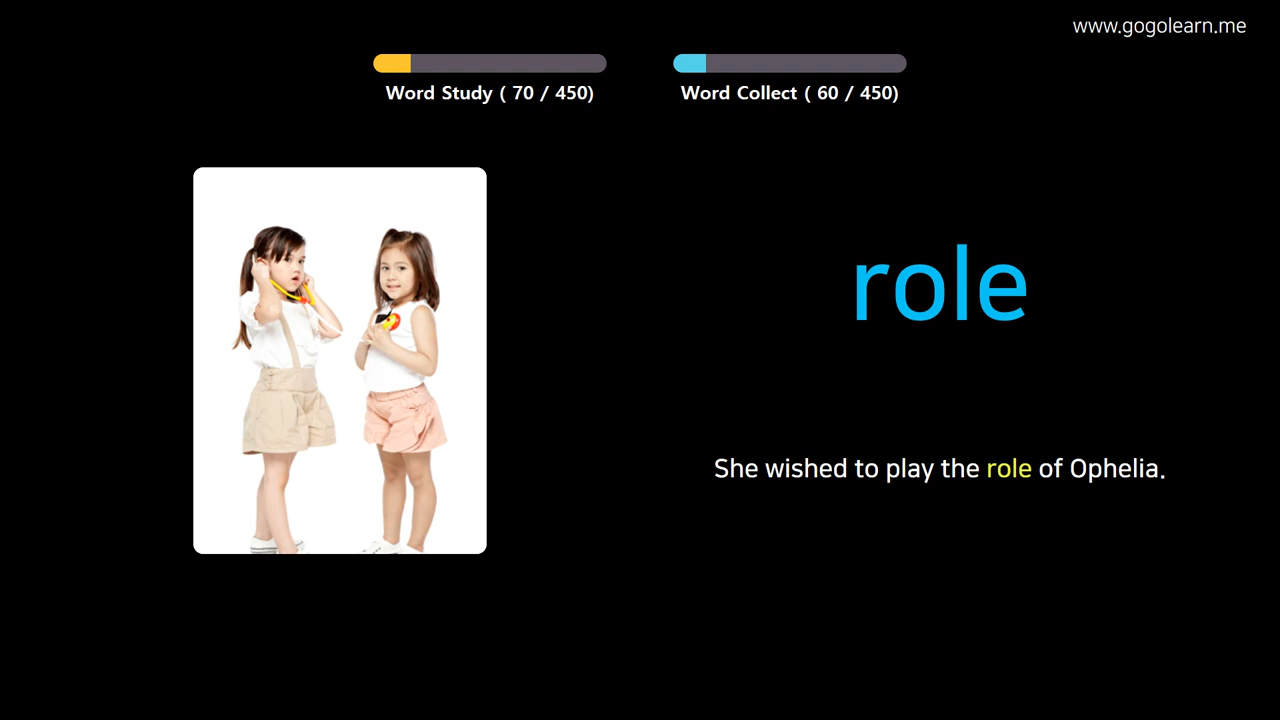 www.gogolearn.me
Word Study ( 70 / 450)
Word Collect ( 60 / 450)
role
She wished to play the role of Ophelia.